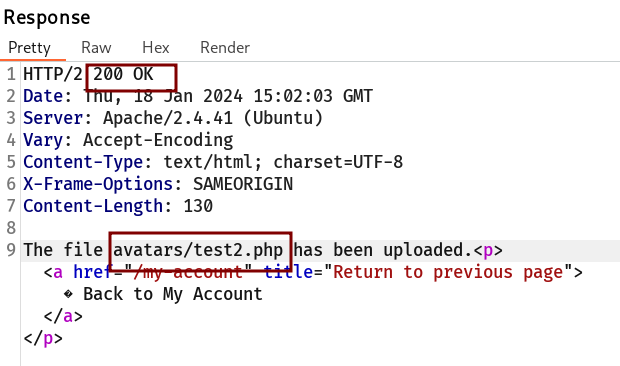 Response
Pretty Raw Hex Render
1 HTTP/2 200 OK
2 Date: Thu, 18 Jan 2024 15:02:03 GMT
3 Server: Apache/2.4.41 (Ubuntu)
4 Vary: Accept-Encoding
5 Content-Type: text/html; charset=UTF-8
6 X-Frame-Options: SAMEORIGIN
7 Content-Length: 130
8
9 The file avatars/test2.php has been uploaded.<p>
<a href="/my-account" title="Return to previous page">
� Back to My Account
</a>
</p>